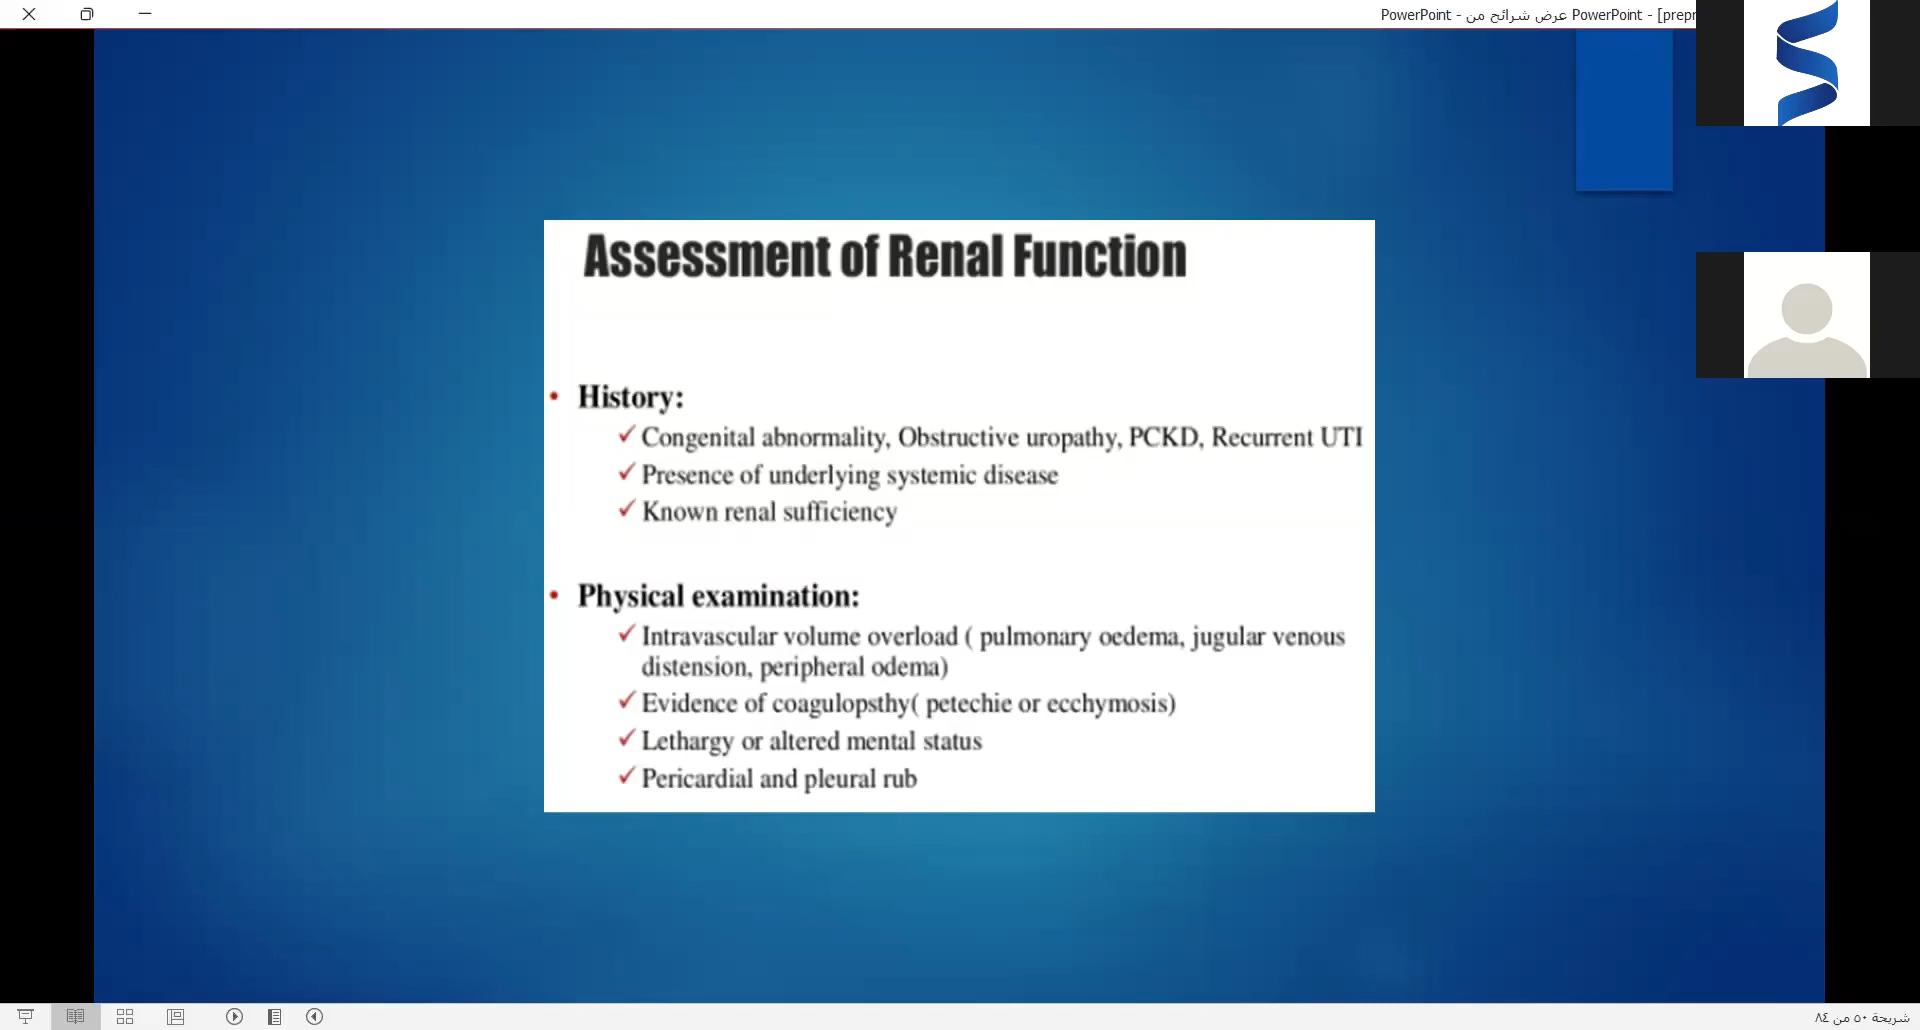 PowerPoint - عرض شرائح من PowerPoint - [prepr
Assessment of Renal Function
• History:
✓ Congenital abnormality, Obstructive uropathy, PCKD, Recurrent UTI
✓ Presence of underlying systemic disease
✓ Known renal sufficiency
• Physical examination:
✓ Intravascular volume overload ( pulmonary oedema, jugular venous
distension, peripheral odema)
✓ Evidence of coagulopsthy( petechie or ecchymosis)
✓ Lethargy or altered mental status
✓ Pericardial and pleural rub
شريحة ٥٠ من ٨٤